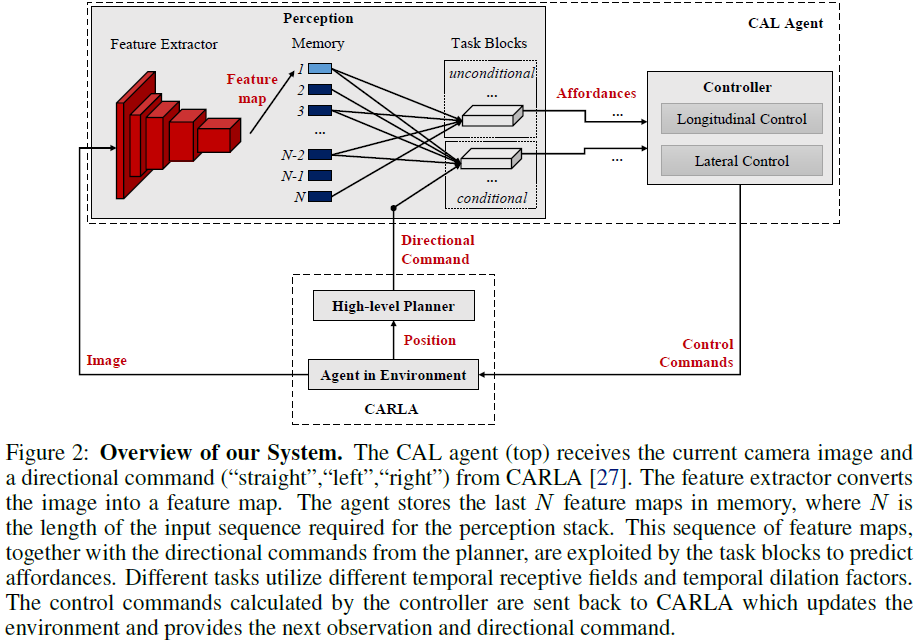 Perception
CAL Agent
Feature Extractor
Memory
Task Blocks
1
2
3
...
N-2
N-1
N
Feature
map
unconditional
...
...
conditional
Affordances
...
...
Controller
Longitudinal Control
Lateral Control
Directional
Command
High-level Planner
Position
Agent in Environment
CARLA
Image
Control
Commands
Figure 2: Overview of our System. The CAL agent (top) receives the current camera image and
a directional command (“straight”,“left”,“right”) from CARLA [27]. The feature extractor converts
the image into a feature map. The agent stores the last N feature maps in memory, where N is
the length of the input sequence required for the perception stack. This sequence of feature maps,
together with the directional commands from the planner, are exploited by the task blocks to predict
affordances. Different tasks utilize different temporal receptive fields and temporal dilation factors.
The control commands calculated by the controller are sent back to CARLA which updates the
environment and provides the next observation and directional command.